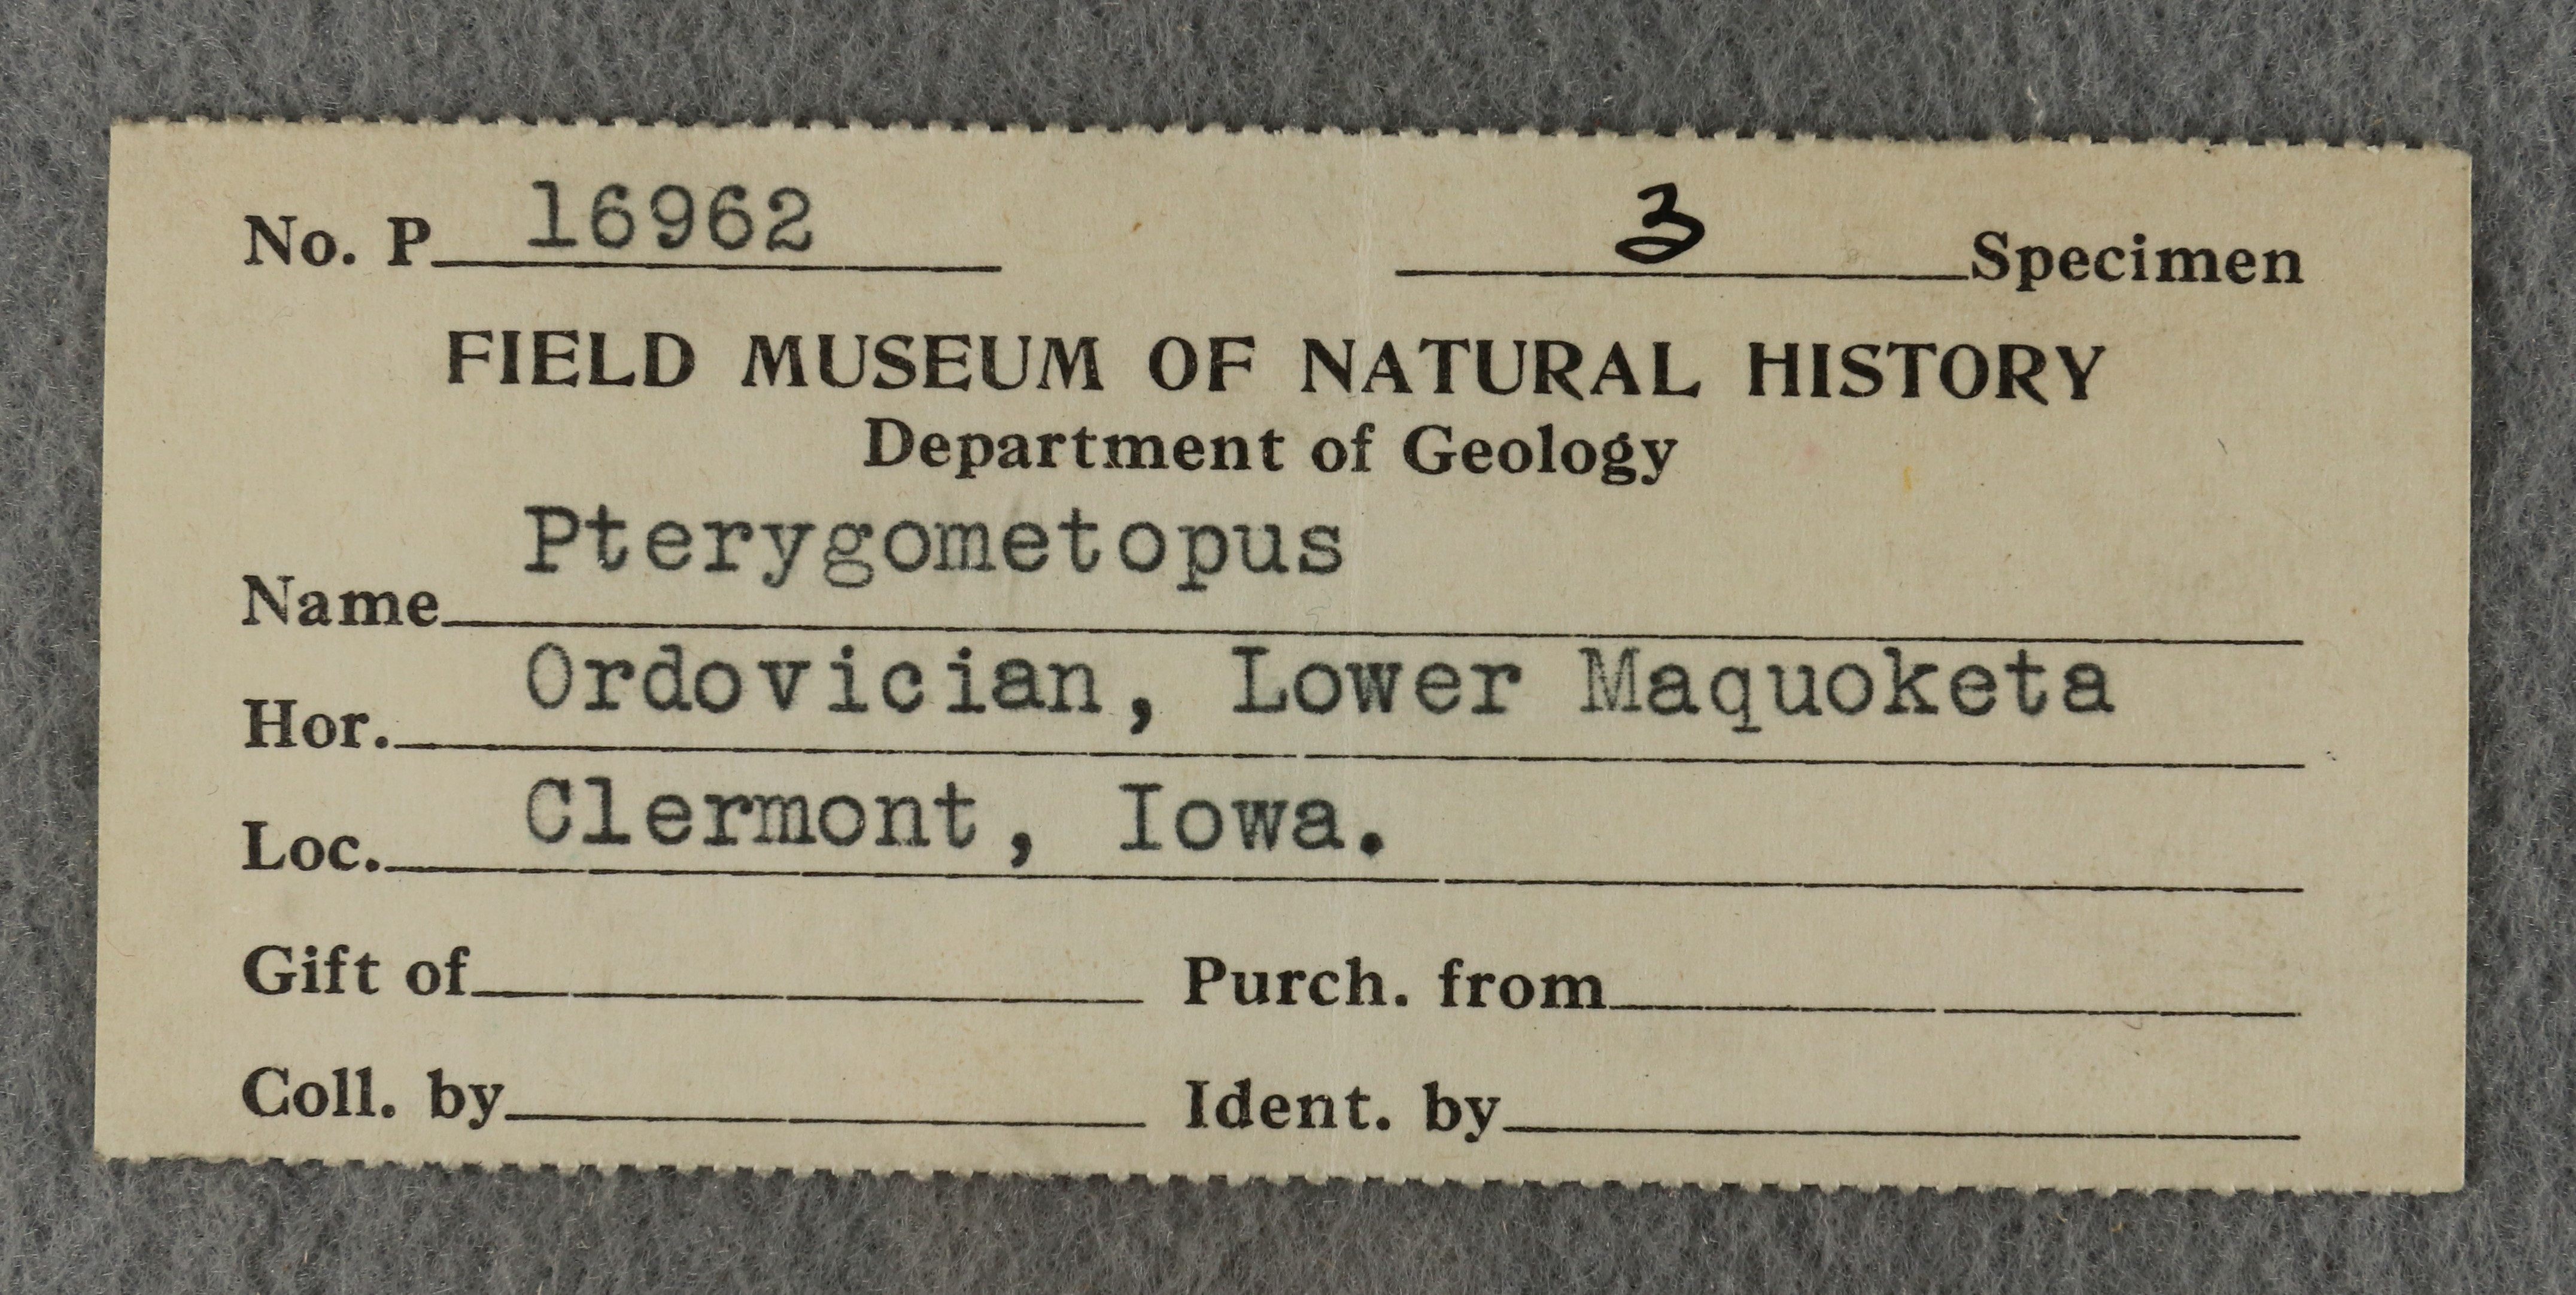 No. P 16962 3 Specimen
FIELD MUSEUM OF NATURAL HISTORY
Department of Geology
Name Pterygometopus
Hor. Ordovician, Lower Maquoketa
Loc. Clermont, Iowa.
Gift of Purch. from
Coll. by Ident. by